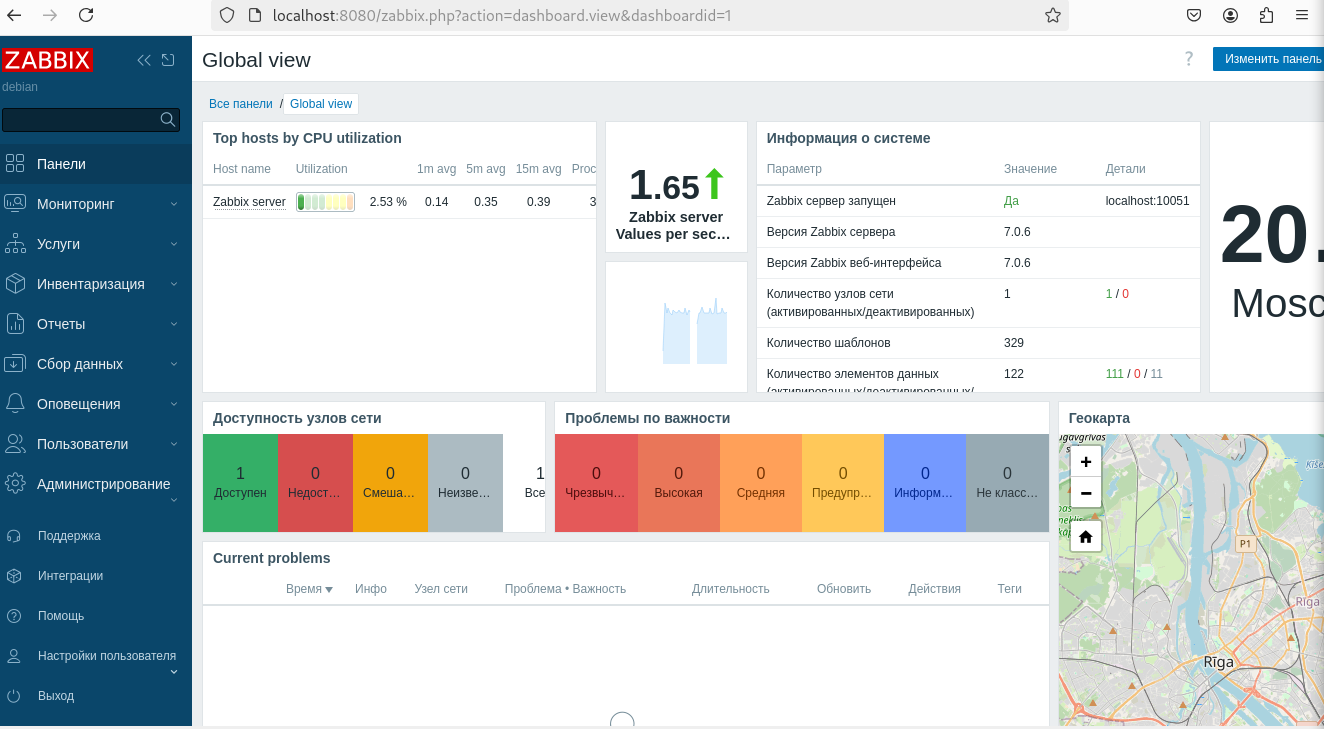 localhost:8080/zabbix.php?action=dashboard.view&dashboardid=1
ZABBIX
debian
Панели
Мониторинг
Услуги
Инвентаризация
Отчеты
Сбор данных
Оповещения
Пользователи
Администрирование
Поддержка
Интеграции
Помощь
Настройки пользователя
Выход
Global view
?
Изменить панель
Все панели / Global view
Top hosts by CPU utilization
Host name Utilization 1m avg 5m avg 15m avg Proc
Zabbix server 2.53 % 0.14 0.35 0.39 3
1.65
Zabbix server
Values per sec…
Информация о системе
Параметр Значение Детали
Zabbix сервер запущен Да localhost:10051
Версия Zabbix сервера 7.0.6
Версия Zabbix веб-интерфейса 7.0.6
Количество узлов сети 1 1 / 0
(активированных/деактивированных)
Количество шаблонов 329
Количество элементов данных 122 111 / 0 / 11
(активированных/деактивированных/
20.
Mosc
Доступность узлов сети
1 0 0 0 1
Доступен Недост… Смеша… Неизве… Все
Проблемы по важности
0 0 0 0 0 0
Чрезвыч… Высокая Средняя Предупр… Информ… Не класс…
Геокарта
+
−
P1
Rīga
Rīga
Current problems
Время Инфо Узел сети Проблема • Важность Длительность Обновить Действия Теги